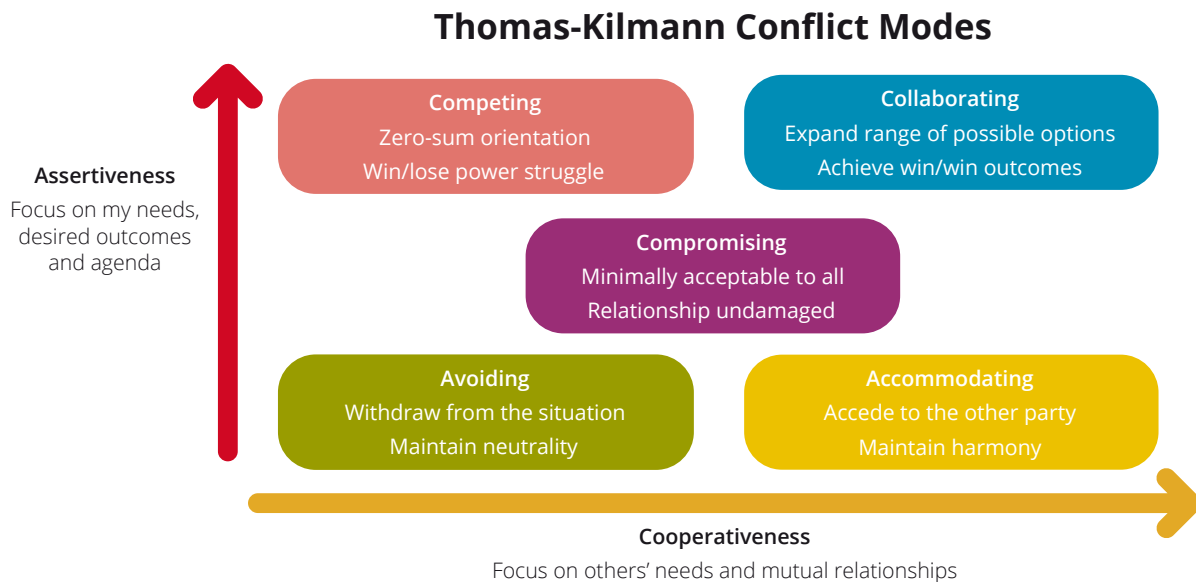 Thomas-Kilmann Conflict Modes
Assertiveness
Focus on my needs,
desired outcomes
and agenda
Competing
Zero-sum orientation
Win/lose power struggle
Collaborating
Expand range of possible options
Achieve win/win outcomes
Compromising
Minimally acceptable to all
Relationship undamaged
Avoiding
Withdraw from the situation
Maintain neutrality
Accommodating
Accede to the other party
Maintain harmony
Cooperativeness
Focus on others’ needs and mutual relationships